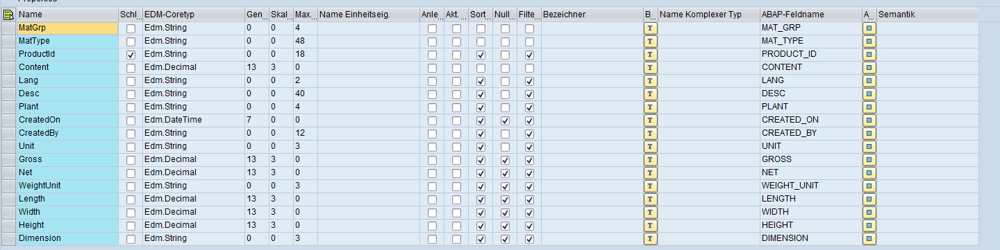 Properties
Name Schl... EDM-Coretyp Gen... Skal... Max... Name Einheitseig. Anle... Akt. Sort... Null... Filte... Bezeichner B... Name Komplexer Typ ABAP-Feldname A... Semantik
MatGrp Edm.String 0 0 4 T MAT_GRP
MatType Edm.String 0 0 48 T MAT_TYPE
ProductId Edm.String 0 0 18 T PRODUCT_ID
Content Edm.Decimal 13 3 0 T CONTENT
Lang Edm.String 0 0 2 T LANG
Desc Edm.String 0 0 40 T DESC
Plant Edm.String 0 0 4 T PLANT
CreatedOn Edm.DateTime 7 0 0 T CREATED_ON
CreatedBy Edm.String 0 0 12 T CREATED_BY
Unit Edm.String 0 0 3 T UNIT
Gross Edm.Decimal 13 3 0 T GROSS
Net Edm.Decimal 13 3 0 T NET
WeightUnit Edm.String 0 0 3 T WEIGHT_UNIT
Length Edm.Decimal 13 3 0 T LENGTH
Width Edm.Decimal 13 3 0 T WIDTH
Height Edm.Decimal 13 3 0 T HEIGHT
Dimension Edm.String 0 0 3 T DIMENSION